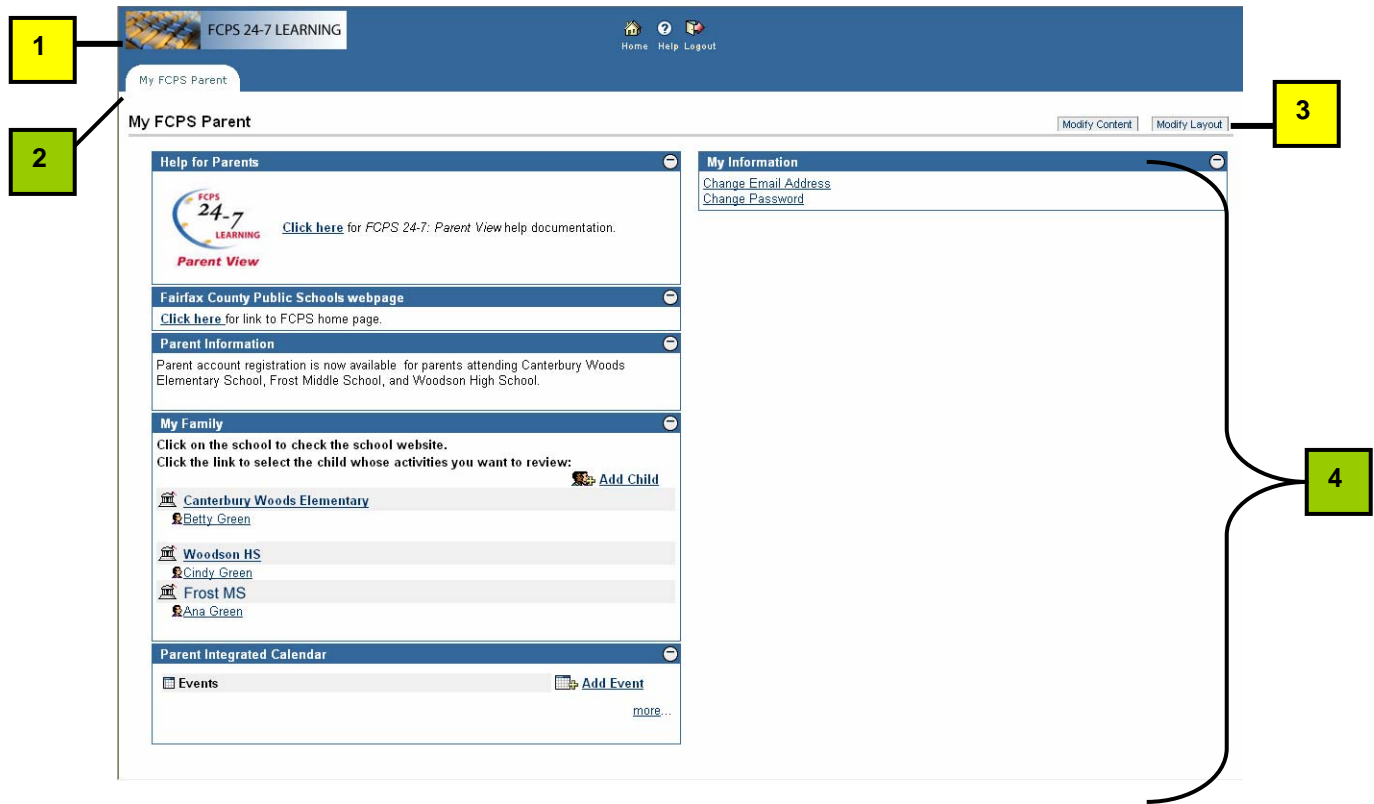 1
FCPS 24-7 LEARNING
Home Help Logout
My FCPS Parent
2
My FCPS Parent
Modify Content Modify Layout
3
Help for Parents
FCPS
24-7
LEARNING
Parent View
Click here for FCPS 24-7: Parent View help documentation.
Fairfax County Public Schools webpage
Click here for link to FCPS home page.
Parent Information
Parent account registration is now available for parents attending Canterbury Woods
Elementary School, Frost Middle School, and Woodson High School.
My Family
Click on the school to check the school website.
Click the link to select the child whose activities you want to review:
Add Child
Canterbury Woods Elementary
Betty Green
Woodson HS
Cindy Green
Frost MS
Ana Green
Parent Integrated Calendar
Events Add Event
more...
My Information
Change Email Address
Change Password
4